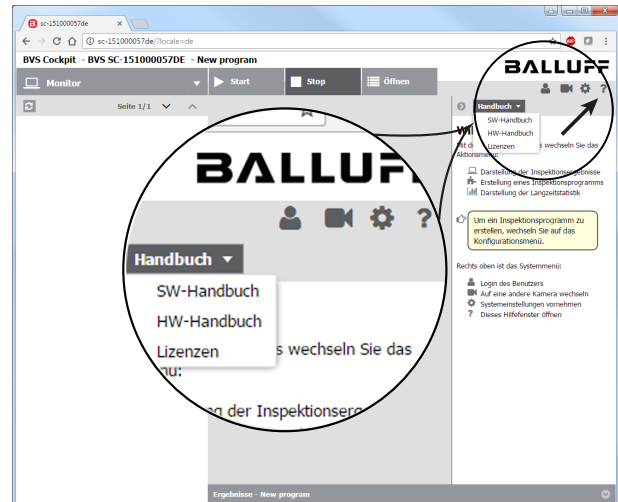 sc-151000057de
sc-151000057de/?locale=de
BVS Cockpit - BVS SC-151000057DE - New program
BALLUFF
Monitor
Start
Stop
Öffnen
Seite 1/1
Handbuch
SW-Handbuch
HW-Handbuch
Lizenzen
s wechseln Sie das
Aktionsmenü:
Darstellung der Inspektionsergebnisse
Erstellung eines Inspektionsprogramms
Darstellung der Langzeitstatistik
Um ein Inspektionsprogramm zu
erstellen, wechseln Sie auf das
Konfigurationsmenü.
Rechts oben ist das Systemmenü:
Login des Benutzers
Auf eine andere Kamera wechseln
Systemeinstellungen vornehmen
? Dieses Hilfefenster öffnen
BALLUF
?
Handbuch
SW-Handbuch
HW-Handbuch
Lizenzen
s wechseln Sie das
nü:
ng der Inspektionserg
Ergebnisse - New program